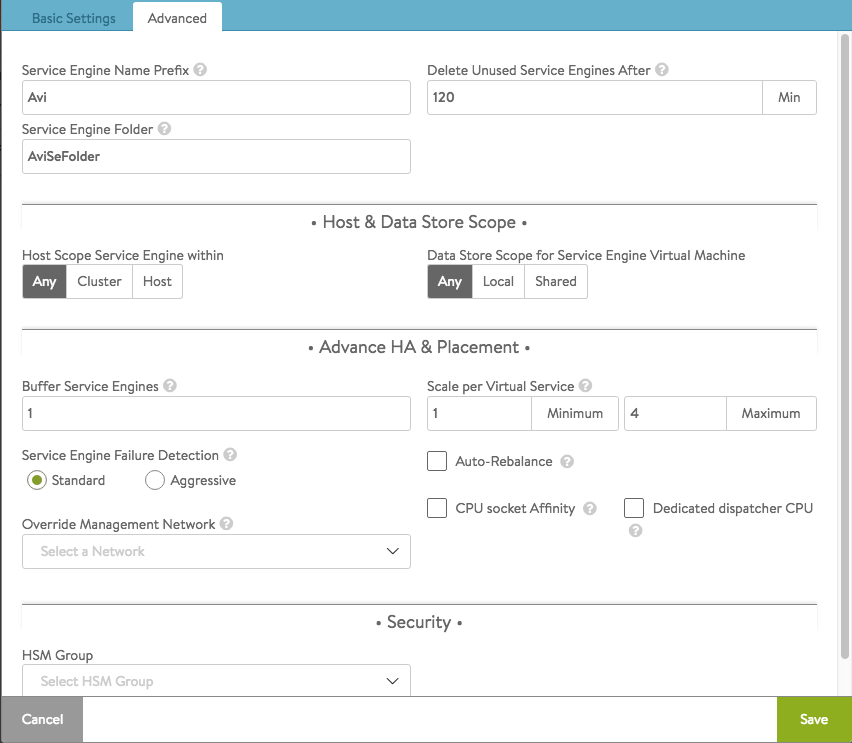 Basic Settings Advanced
Service Engine Name Prefix ? Delete Unused Service Engines After ?
Avi 120 Min
Service Engine Folder ?
AviSeFolder
• Host & Data Store Scope •
Host Scope Service Engine within Data Store Scope for Service Engine Virtual Machine
Any Cluster Host Any Local Shared
• Advance HA & Placement •
Buffer Service Engines ? Scale per Virtual Service ?
1 1 Minimum 4 Maximum
Service Engine Failure Detection ? Auto-Rebalance ?
Standard Aggressive
CPU socket Affinity ? Dedicated dispatcher CPU ?
Override Management Network ?
Select a Network
• Security •
HSM Group
Select HSM Group
Cancel Save